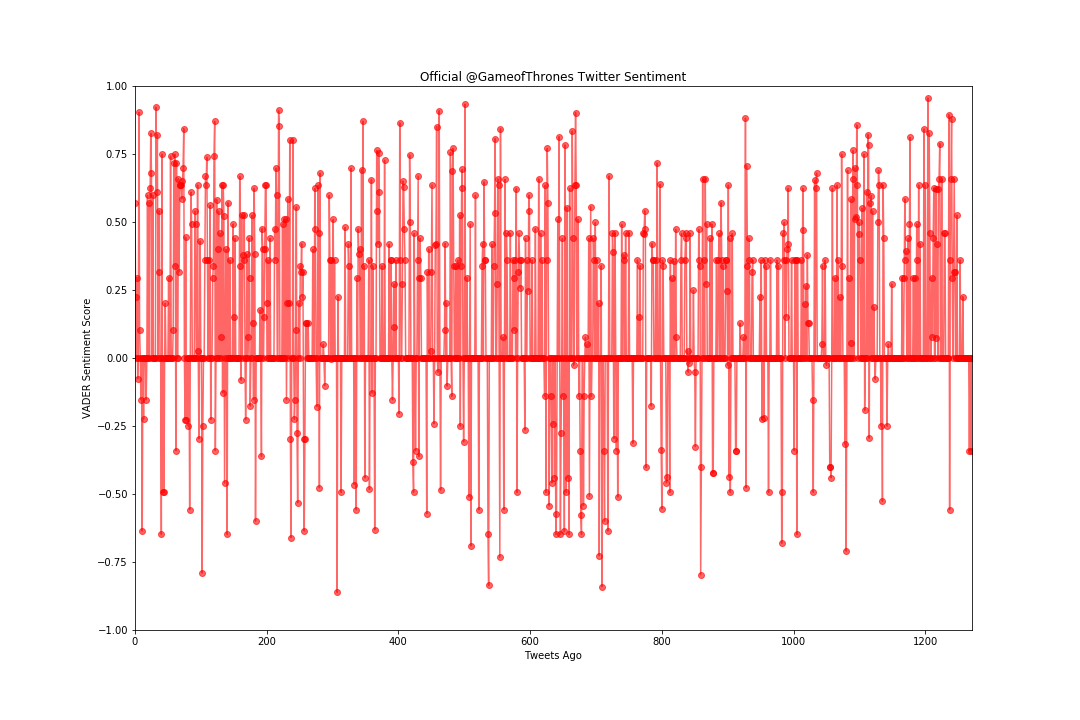 Official @GameofThrones Twitter Sentiment
1.00
0.75
0.50
0.25
0.00
−0.25
−0.50
−0.75
−1.00
VADER Sentiment Score
0 200 400 600 800 1000 1200
Tweets Ago